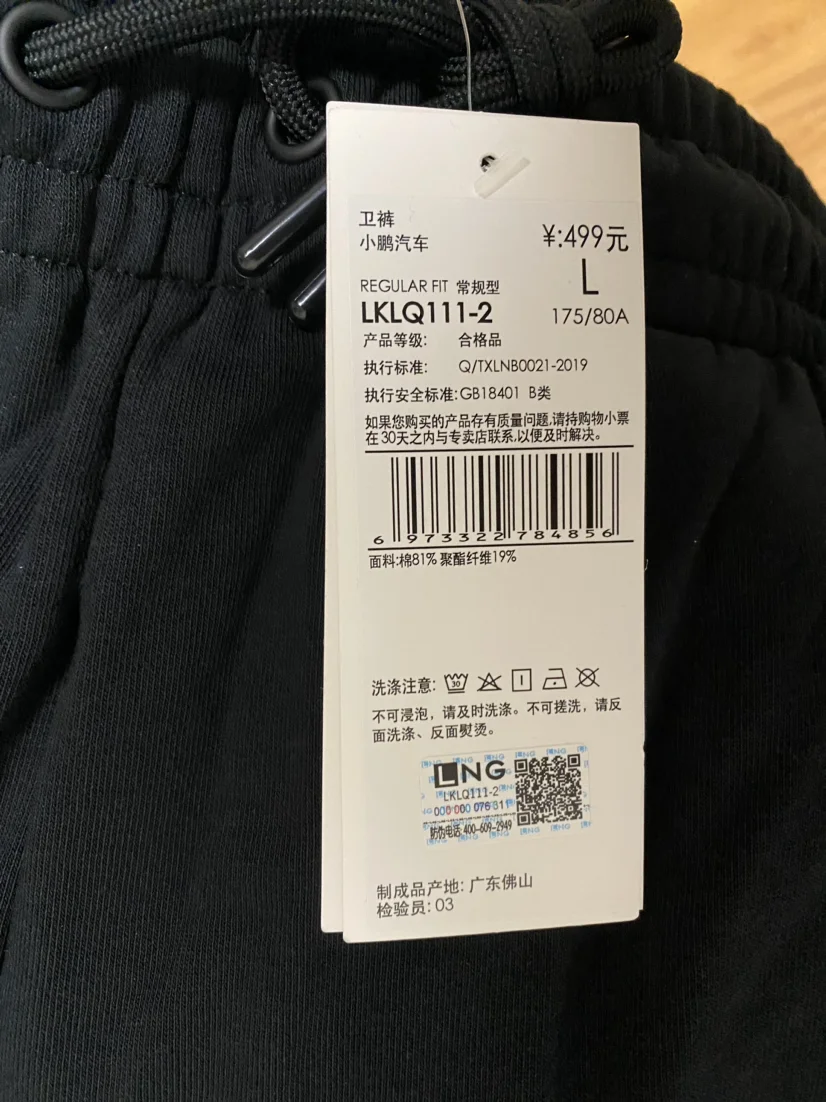 卫裤
小鹏汽车
¥:499元
REGULAR FIT 常规型
L
LKLQ111-2
175/80A
产品等级: 合格品
执行标准: Q/TXLNB0021-2019
执行安全标准:GB18401 B类
如果您购买的产品存有质量问题,请持购物小票
在30天之内与专卖店联系,以便及时解决。
6 973322 784856
面料:棉81% 聚酯纤维19%
洗涤注意: 30
不可浸泡，请及时洗涤。不可搓洗，请反
面洗涤、反面熨烫。
LNG
LKLQ111-2
000 000 076 311
防伪电话 400-609-2949
制成品产地: 广东佛山
检验员: 03